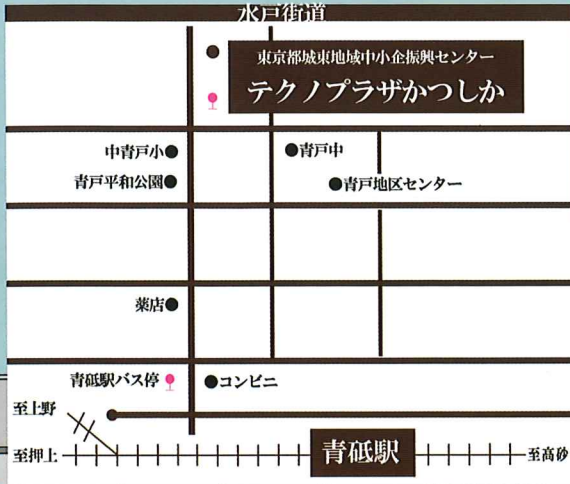 水戸街道
東京都城東地域中小企振興センター
テクノプラザかつしか
中青戸小
青戸中
青戸平和公園
青戸地区センター
薬店
青砥駅バス停
コンビニ
至上野
至押上
青砥駅
至高砂